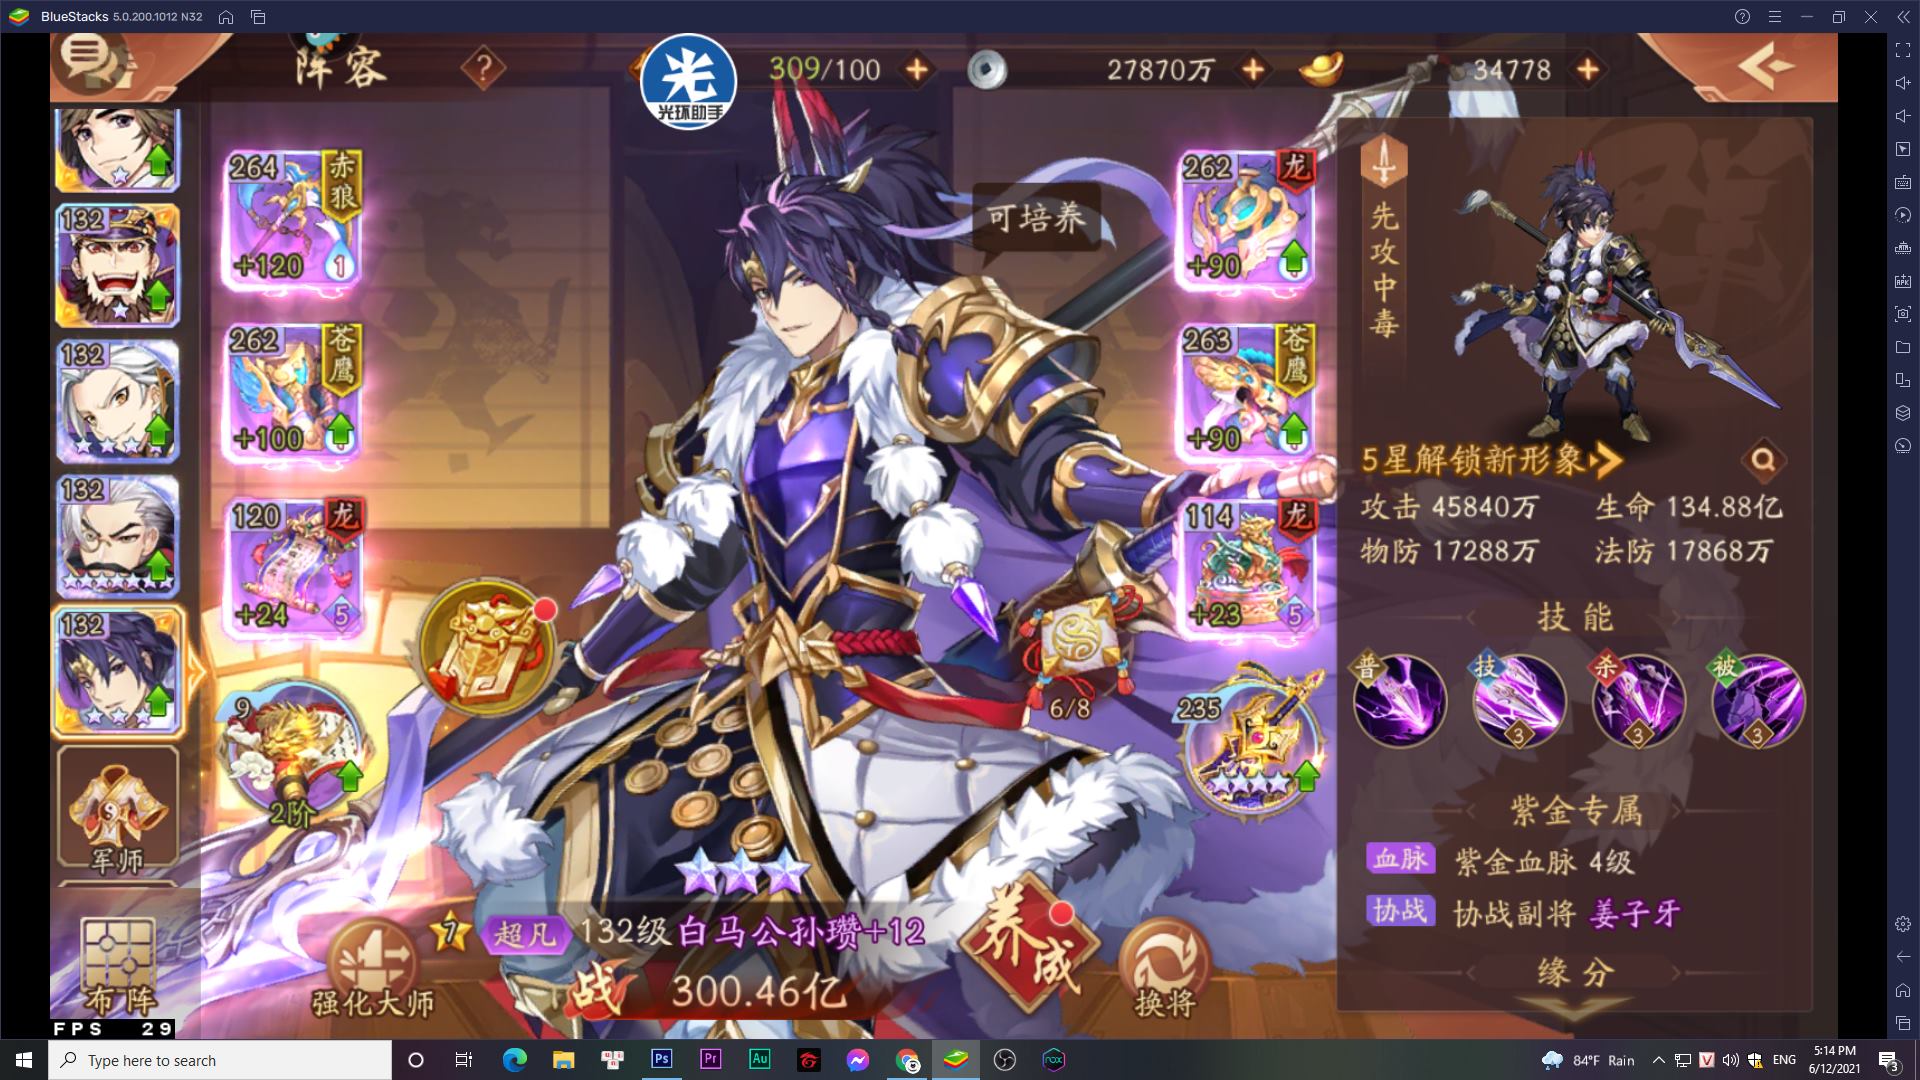 BlueStacks 5.0.200.1012 N32
阵容
?
光
光环助手
309/100
27870万
34778
132
132
132
132
军师
布阵
FPS 29
264
赤狼
+120
1
262
苍鹰
+100
120
龙
+24
5
9
2阶
可培养
262
龙
+90
263
苍鹰
+90
114
龙
+23
5
6/8
235
强化大师
7
超凡
132级 白马公孙瓒+12
战
300.46亿
养成
换将
先攻中毒
5星解锁新形象
攻击 45840万 生命 134.88亿
物防 17288万 法防 17868万
技能
普
技
3
杀
3
被
3
紫金专属
血脉 紫金血脉 4级
协战 协战副将 姜子牙
缘分
Type here to search
Ps
Pr
Au
84°F Rain
V
ENG
5:14 PM
6/12/2021
3